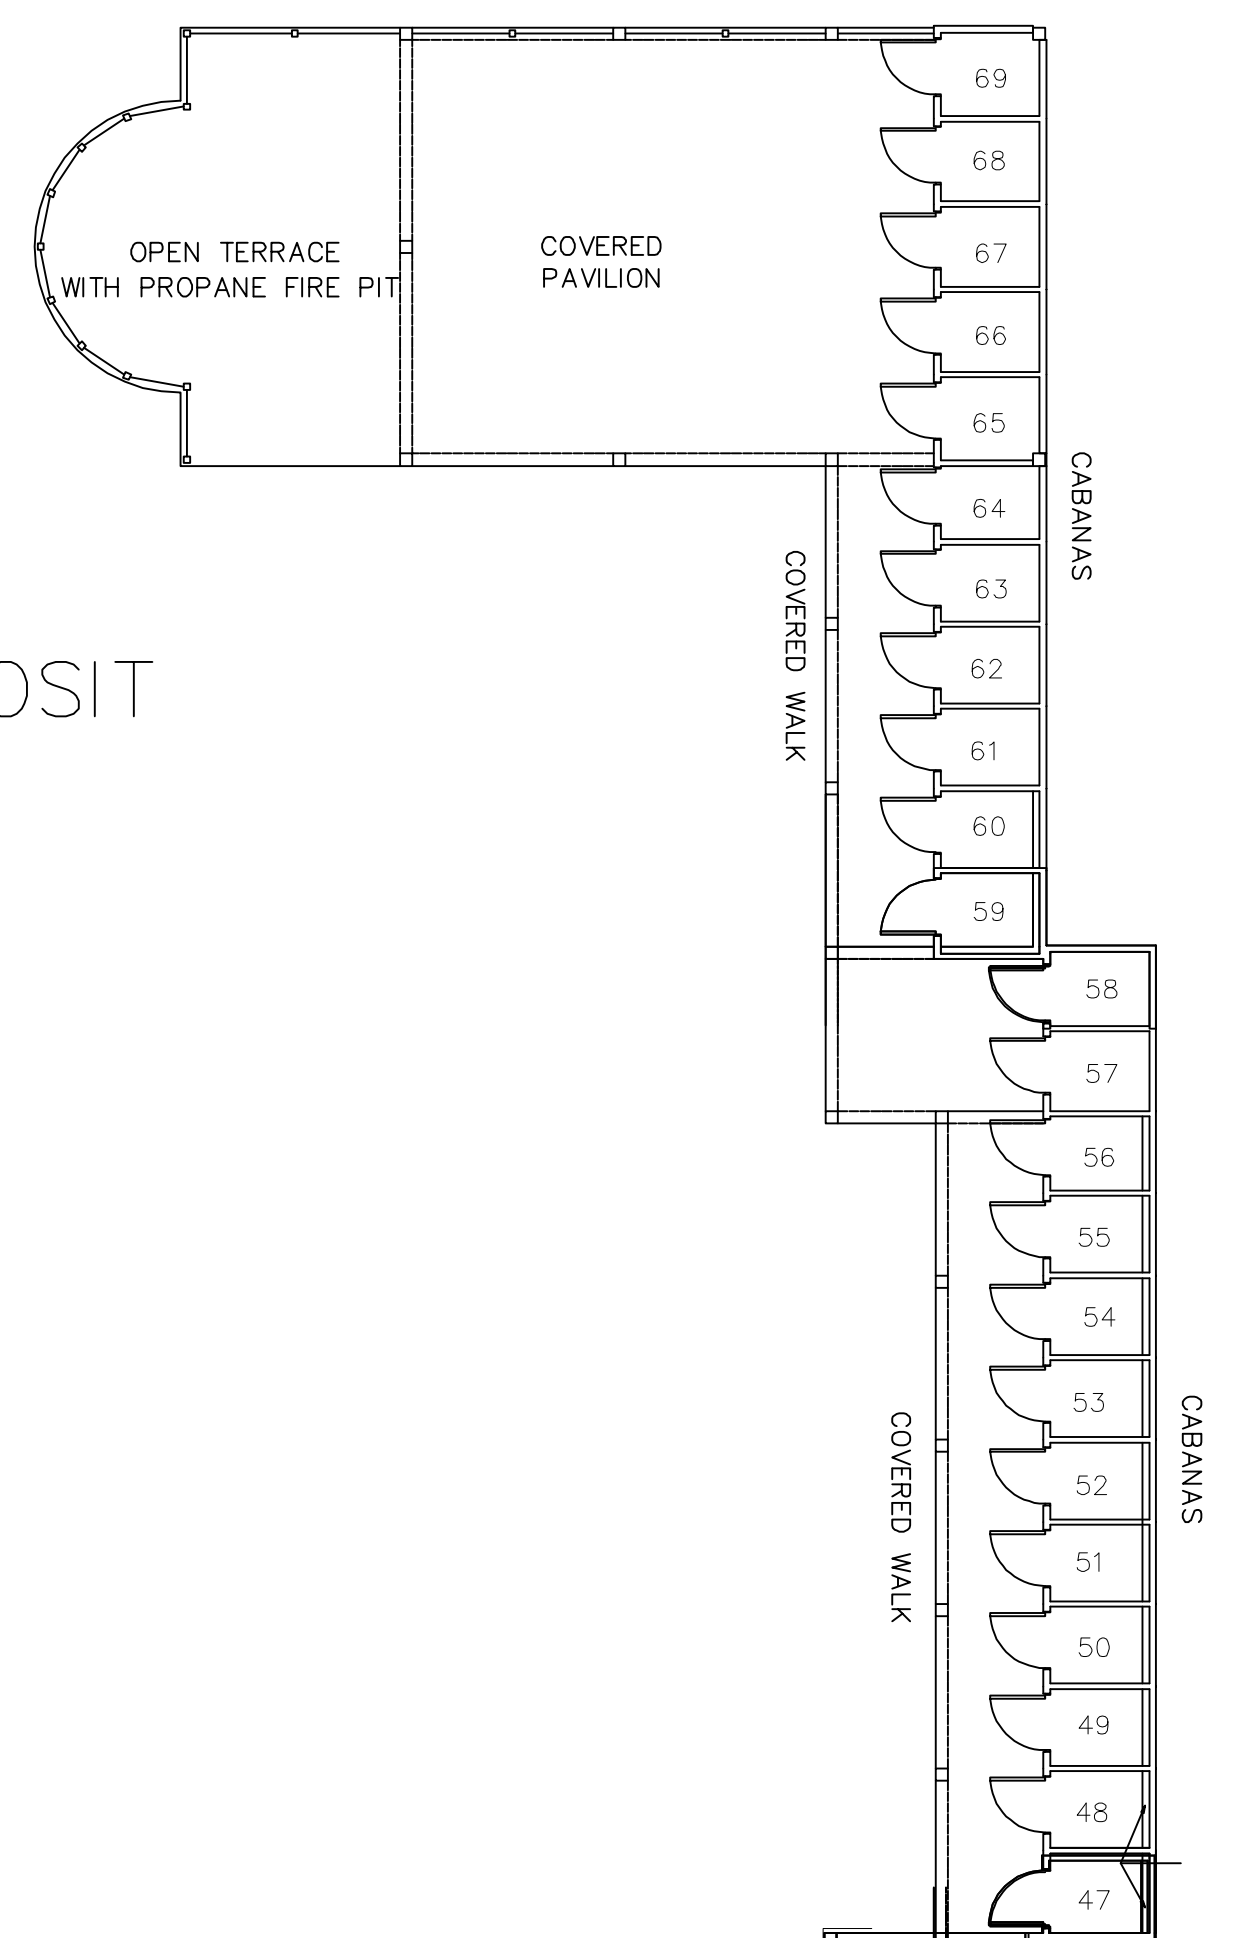 69
68
OPEN TERRACE
WITH PROPANE FIRE PIT
COVERED
PAVILION
67
66
65
CABANAS
64
COVERED WALK
63
OSIT
62
61
60
59
58
57
56
55
54
CABANAS
53
COVERED WALK
52
51
50
49
48
47